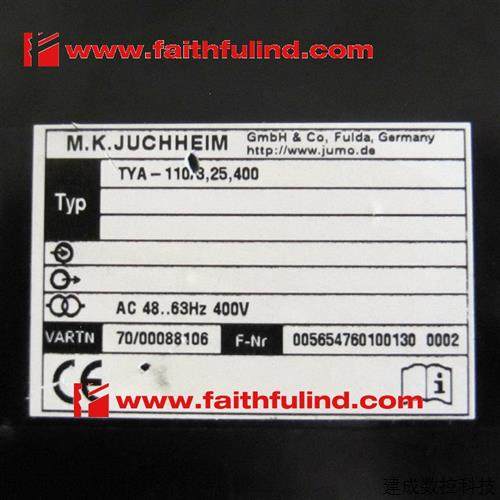 www.faithfulind.com
M.K.JUCHHEIM GmbH & Co, Fulda, Germany
http://www.jumo.de
Typ TYA-110/3,25,400
AC 48..63Hz 400V
VARTN 70/00088106 F-Nr 005654760100130 0002
CE i
www.faithfulind.com
建成数控科技